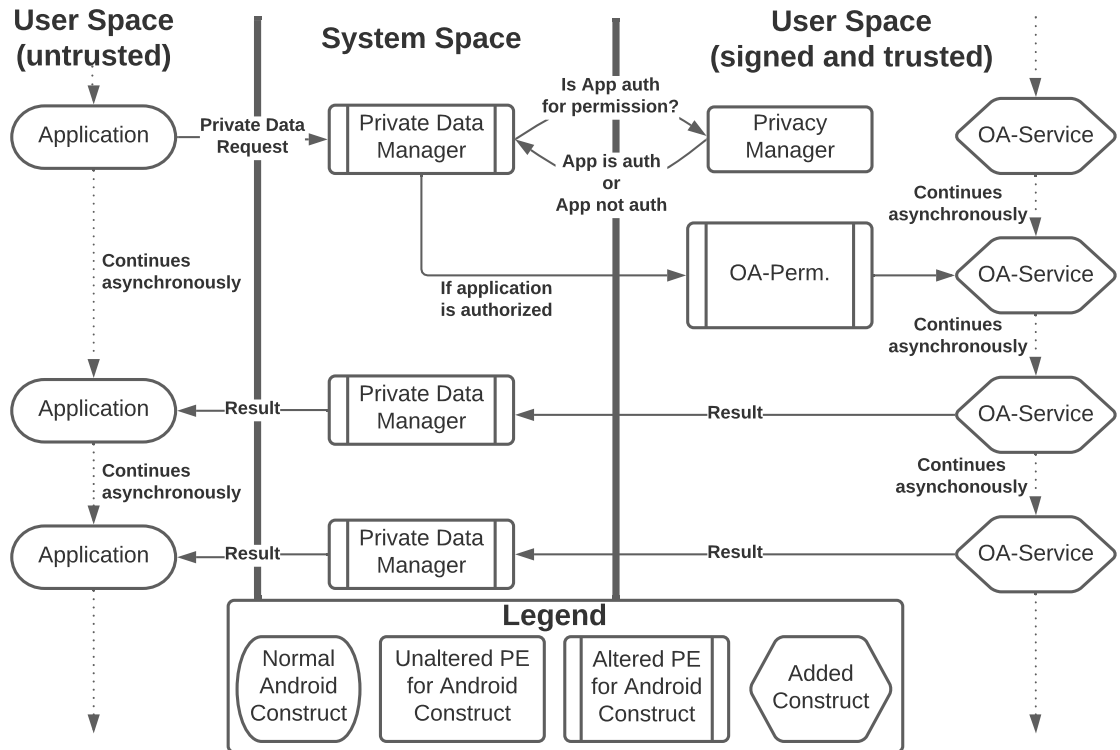 User Space
(untrusted)
System Space
User Space
(signed and trusted)
Application
Private Data
Request
Private Data
Manager
Is App auth
for permission?
App is auth
or
App not auth
Privacy
Manager
OA-Service
Continues
asynchronously
Continues
asynchronously
If application
is authorized
OA-Perm.
OA-Service
Continues
asynchronously
Application
Result
Private Data
Manager
Result
OA-Service
Continues
asynchronously
Continues
asynchonously
Application
Result
Private Data
Manager
Result
OA-Service
Legend
Normal
Android
Construct
Unaltered PE
for Android
Construct
Altered PE
for Android
Construct
Added
Construct